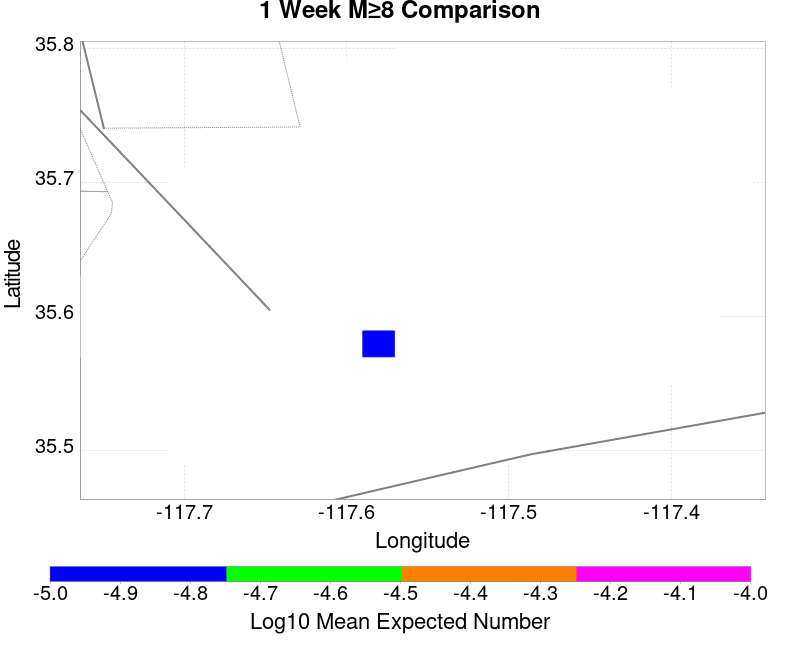 1 Week M≥8 Comparison
35.8
35.7
35.6
35.5
Latitude
-117.7 -117.6 -117.5 -117.4
Longitude
-5.0 -4.9 -4.8 -4.7 -4.6 -4.5 -4.4 -4.3 -4.2 -4.1 -4.0
Log10 Mean Expected Number